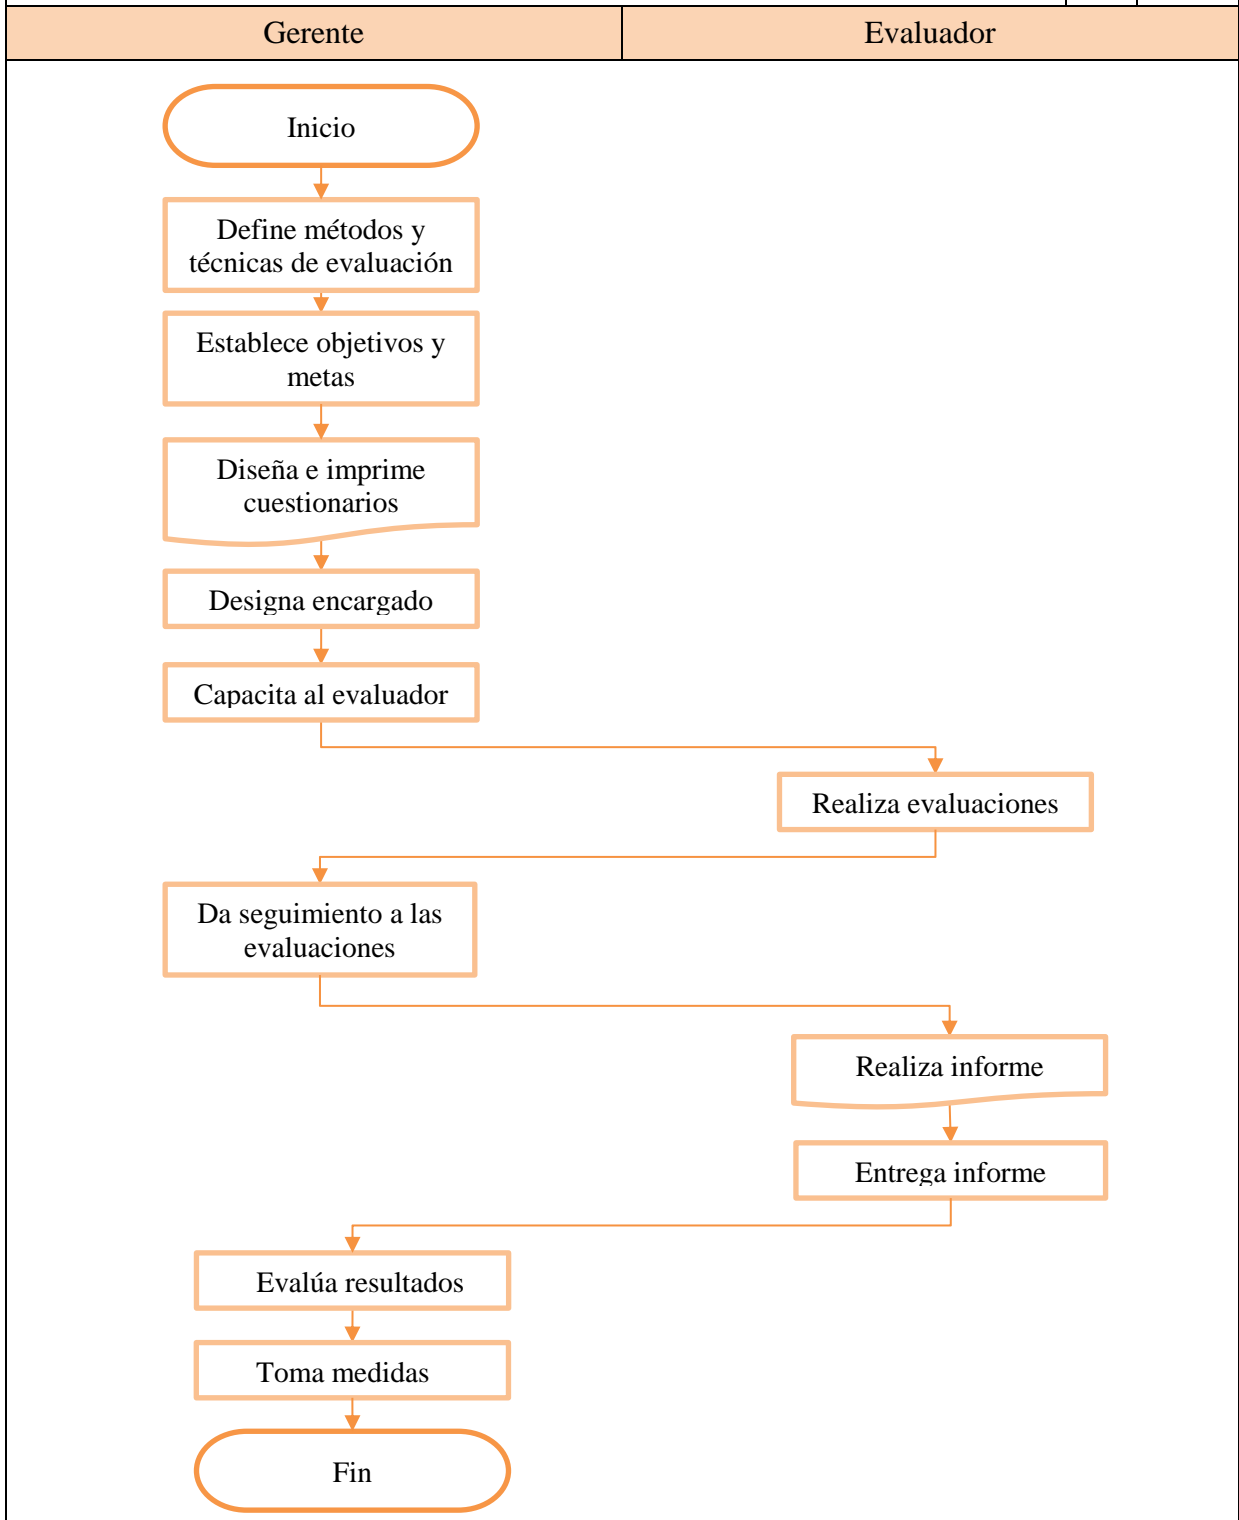 Gerente
Evaluador
Inicio
Define métodos y
técnicas de evaluación
Establece objetivos y
metas
Diseña e imprime
cuestionarios
Designa encargado
Capacita al evaluador
Realiza evaluaciones
Da seguimiento a las
evaluaciones
Realiza informe
Entrega informe
Evalúa resultados
Toma medidas
Fin